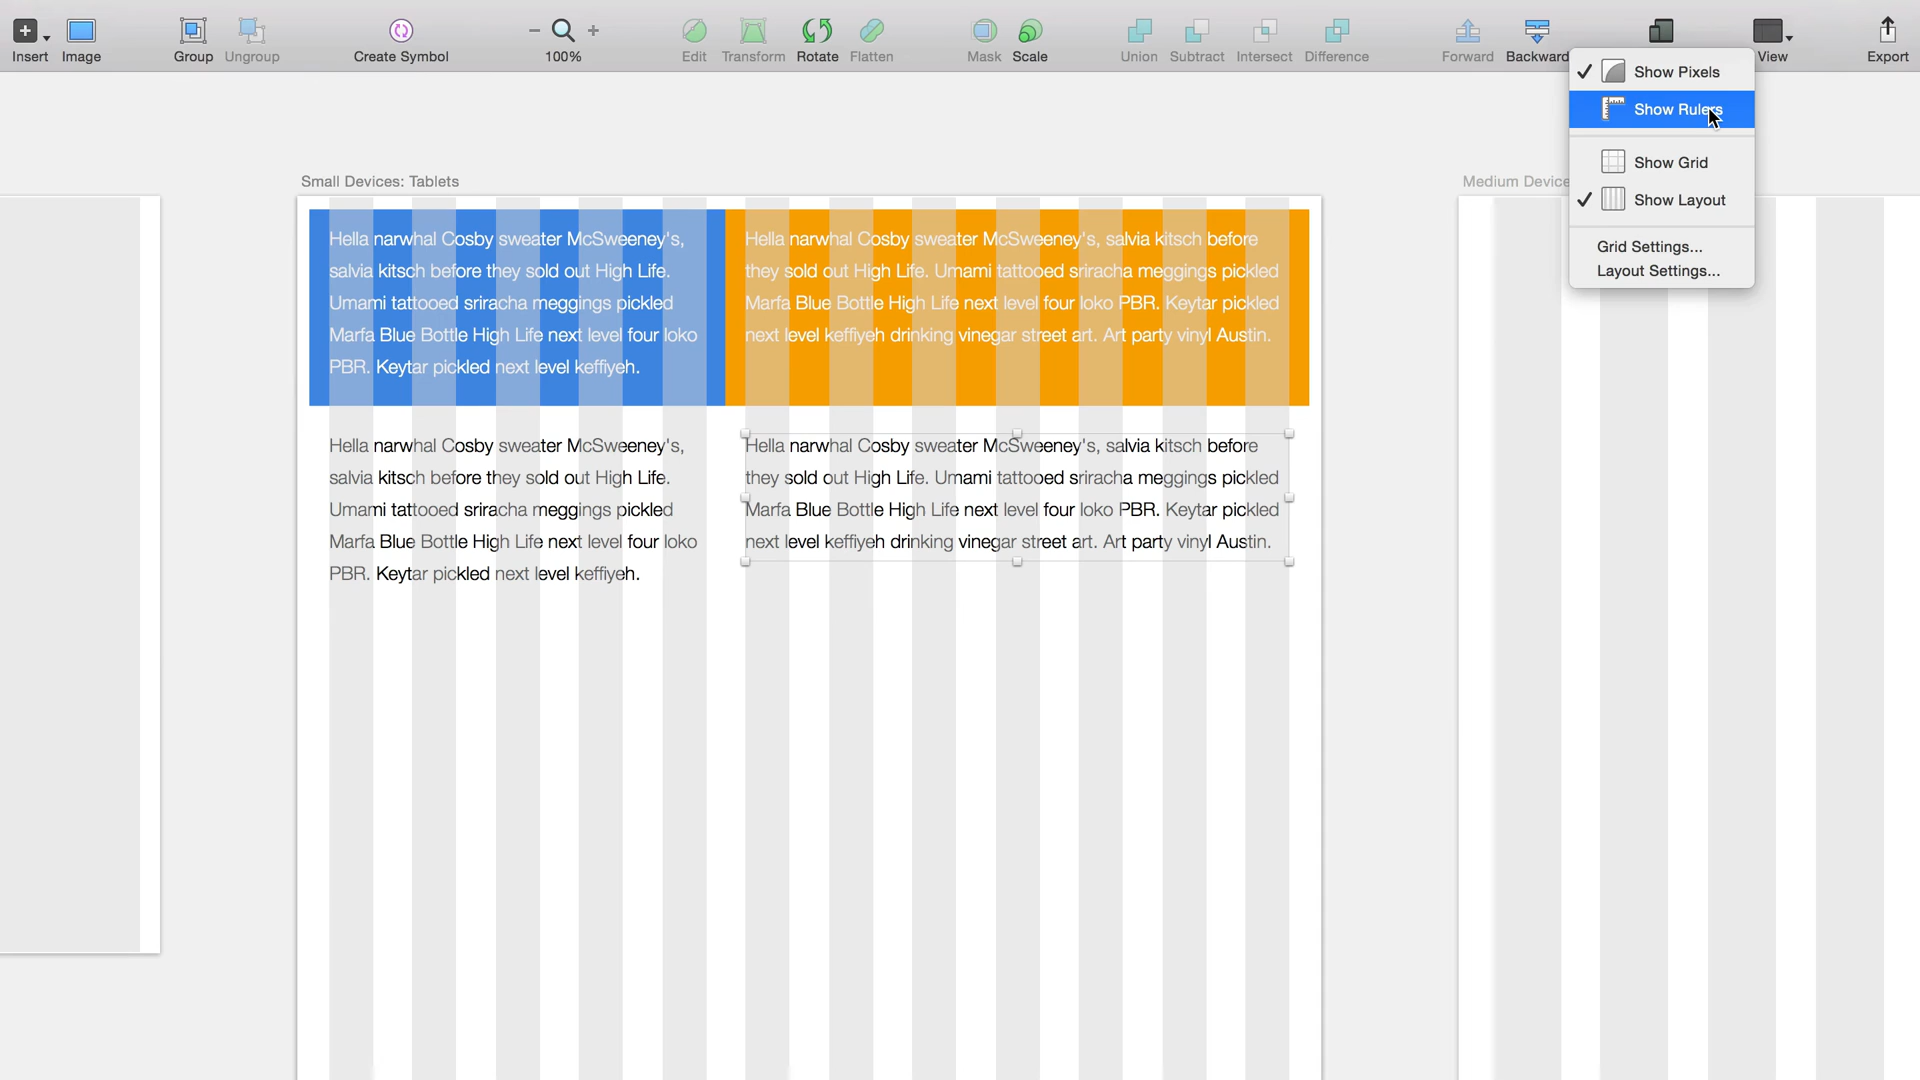 Insert
Image
Group
Ungroup
Create Symbol
100%
Edit
Transform
Rotate
Flatten
Mask
Scale
Union
Subtract
Intersect
Difference
Forward
Backward
View
Export
Show Pixels
Show Rulers
Show Grid
Show Layout
Grid Settings...
Layout Settings...
Small Devices: Tablets
Medium Device
Hella narwhal Cosby sweater McSweeney's,
salvia kitsch before they sold out High Life.
Umami tattooed sriracha meggings pickled
Marfa Blue Bottle High Life next level four loko
PBR. Keytar pickled next level keffiyeh.
Hella narwhal Cosby sweater McSweeney's, salvia kitsch before
they sold out High Life. Umami tattooed sriracha meggings pickled
Marfa Blue Bottle High Life next level four loko PBR. Keytar pickled
next level keffiyeh drinking vinegar street art. Art party vinyl Austin.
Hella narwhal Cosby sweater McSweeney's,
salvia kitsch before they sold out High Life.
Umami tattooed sriracha meggings pickled
Marfa Blue Bottle High Life next level four loko
PBR. Keytar pickled next level keffiyeh.
Hella narwhal Cosby sweater McSweeney's, salvia kitsch before
they sold out High Life. Umami tattooed sriracha meggings pickled
Marfa Blue Bottle High Life next level four loko PBR. Keytar pickled
next level keffiyeh drinking vinegar street art. Art party vinyl Austin.